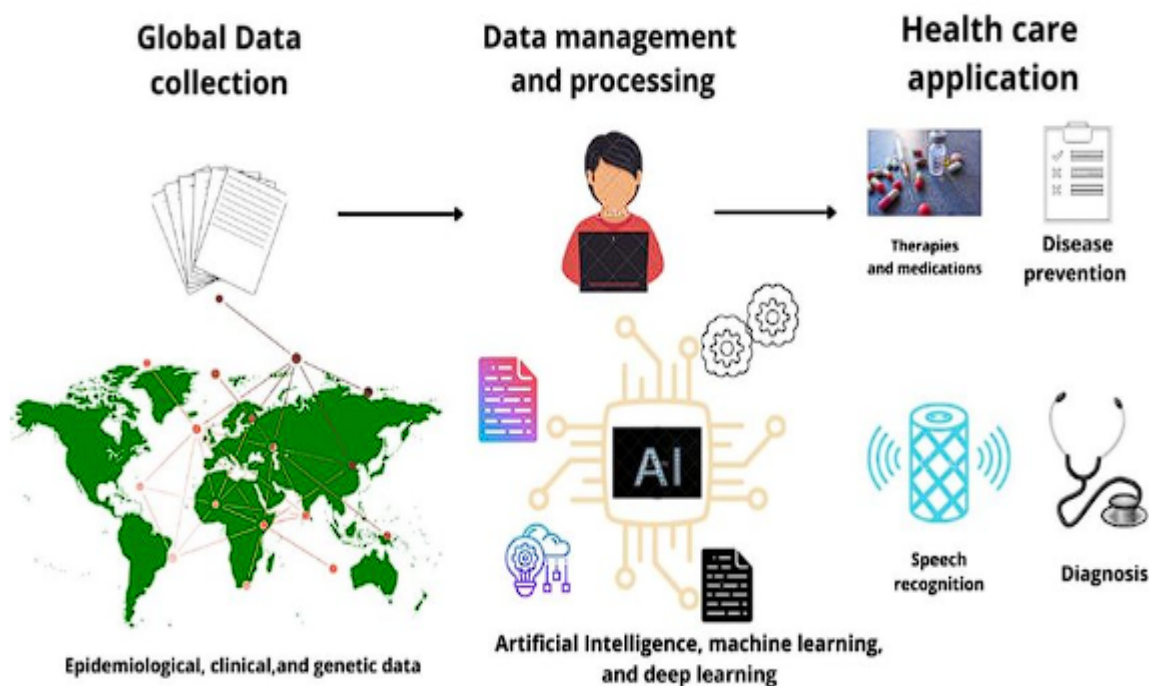 Global Data
collection
Data management
and processing
Health care
application
Therapies
and medications
Disease
prevention
AI
Speech
recognition
Diagnosis
Epidemiological, clinical,and genetic data
Artificial Intelligence, machine learning,
and deep learning